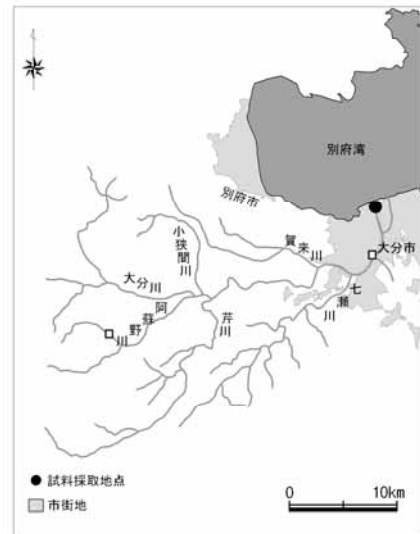 別府湾
別府市
大分市
賀来川
小狭間川
大分川
阿蘇野川
芹川
七瀬川
試料採取地点
市街地
0 10km